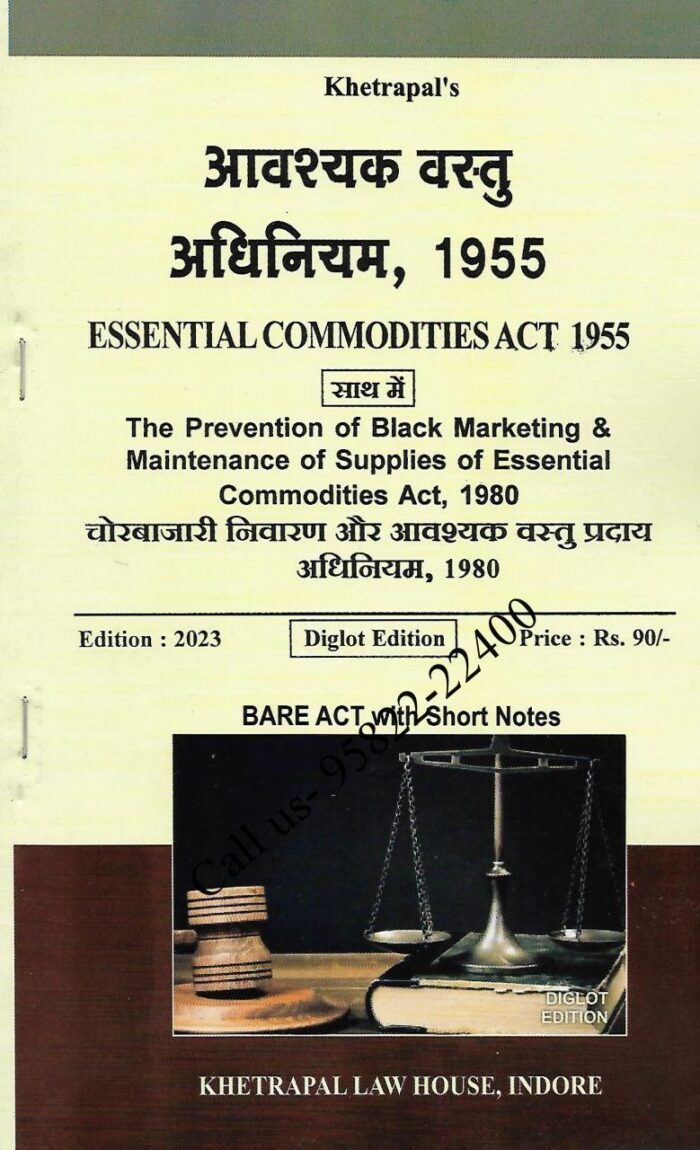 Khetrapal's
आवश्यक वस्तु
अधिनियम, 1955
ESSENTIAL COMMODITIES ACT 1955
साथ में
The Prevention of Black Marketing &
Maintenance of Supplies of Essential
Commodities Act, 1980
चोरबाजारी निवारण और आवश्यक वस्तु प्रदाय
अधिनियम, 1980
Edition : 2023 Diglot Edition Price : Rs. 90/-
Call us- 95822-22400
BARE ACT with Short Notes
DIGLOT
EDITION
KHETRAPAL LAW HOUSE, INDORE